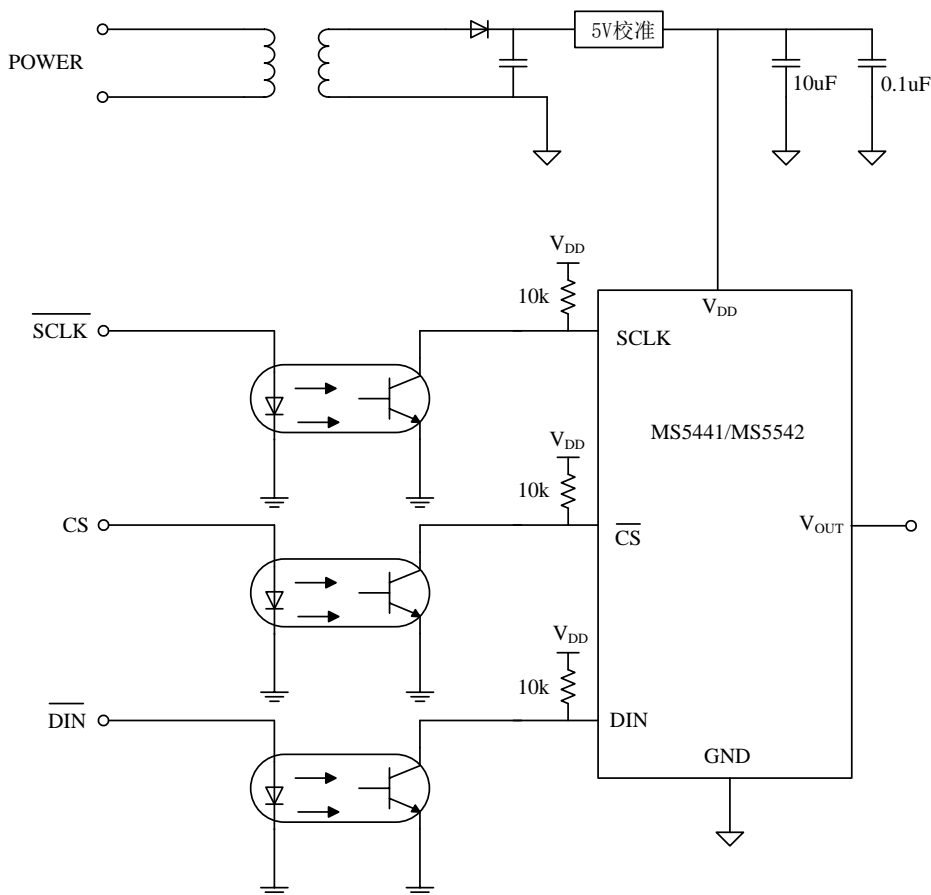 5V校准
POWER
10uF
0.1uF
V_DD
10k
V_DD
SCLK
SCLK
MS5441/MS5542
V_DD
10k
CS
CS
V_OUT
V_DD
10k
DIN
DIN
GND